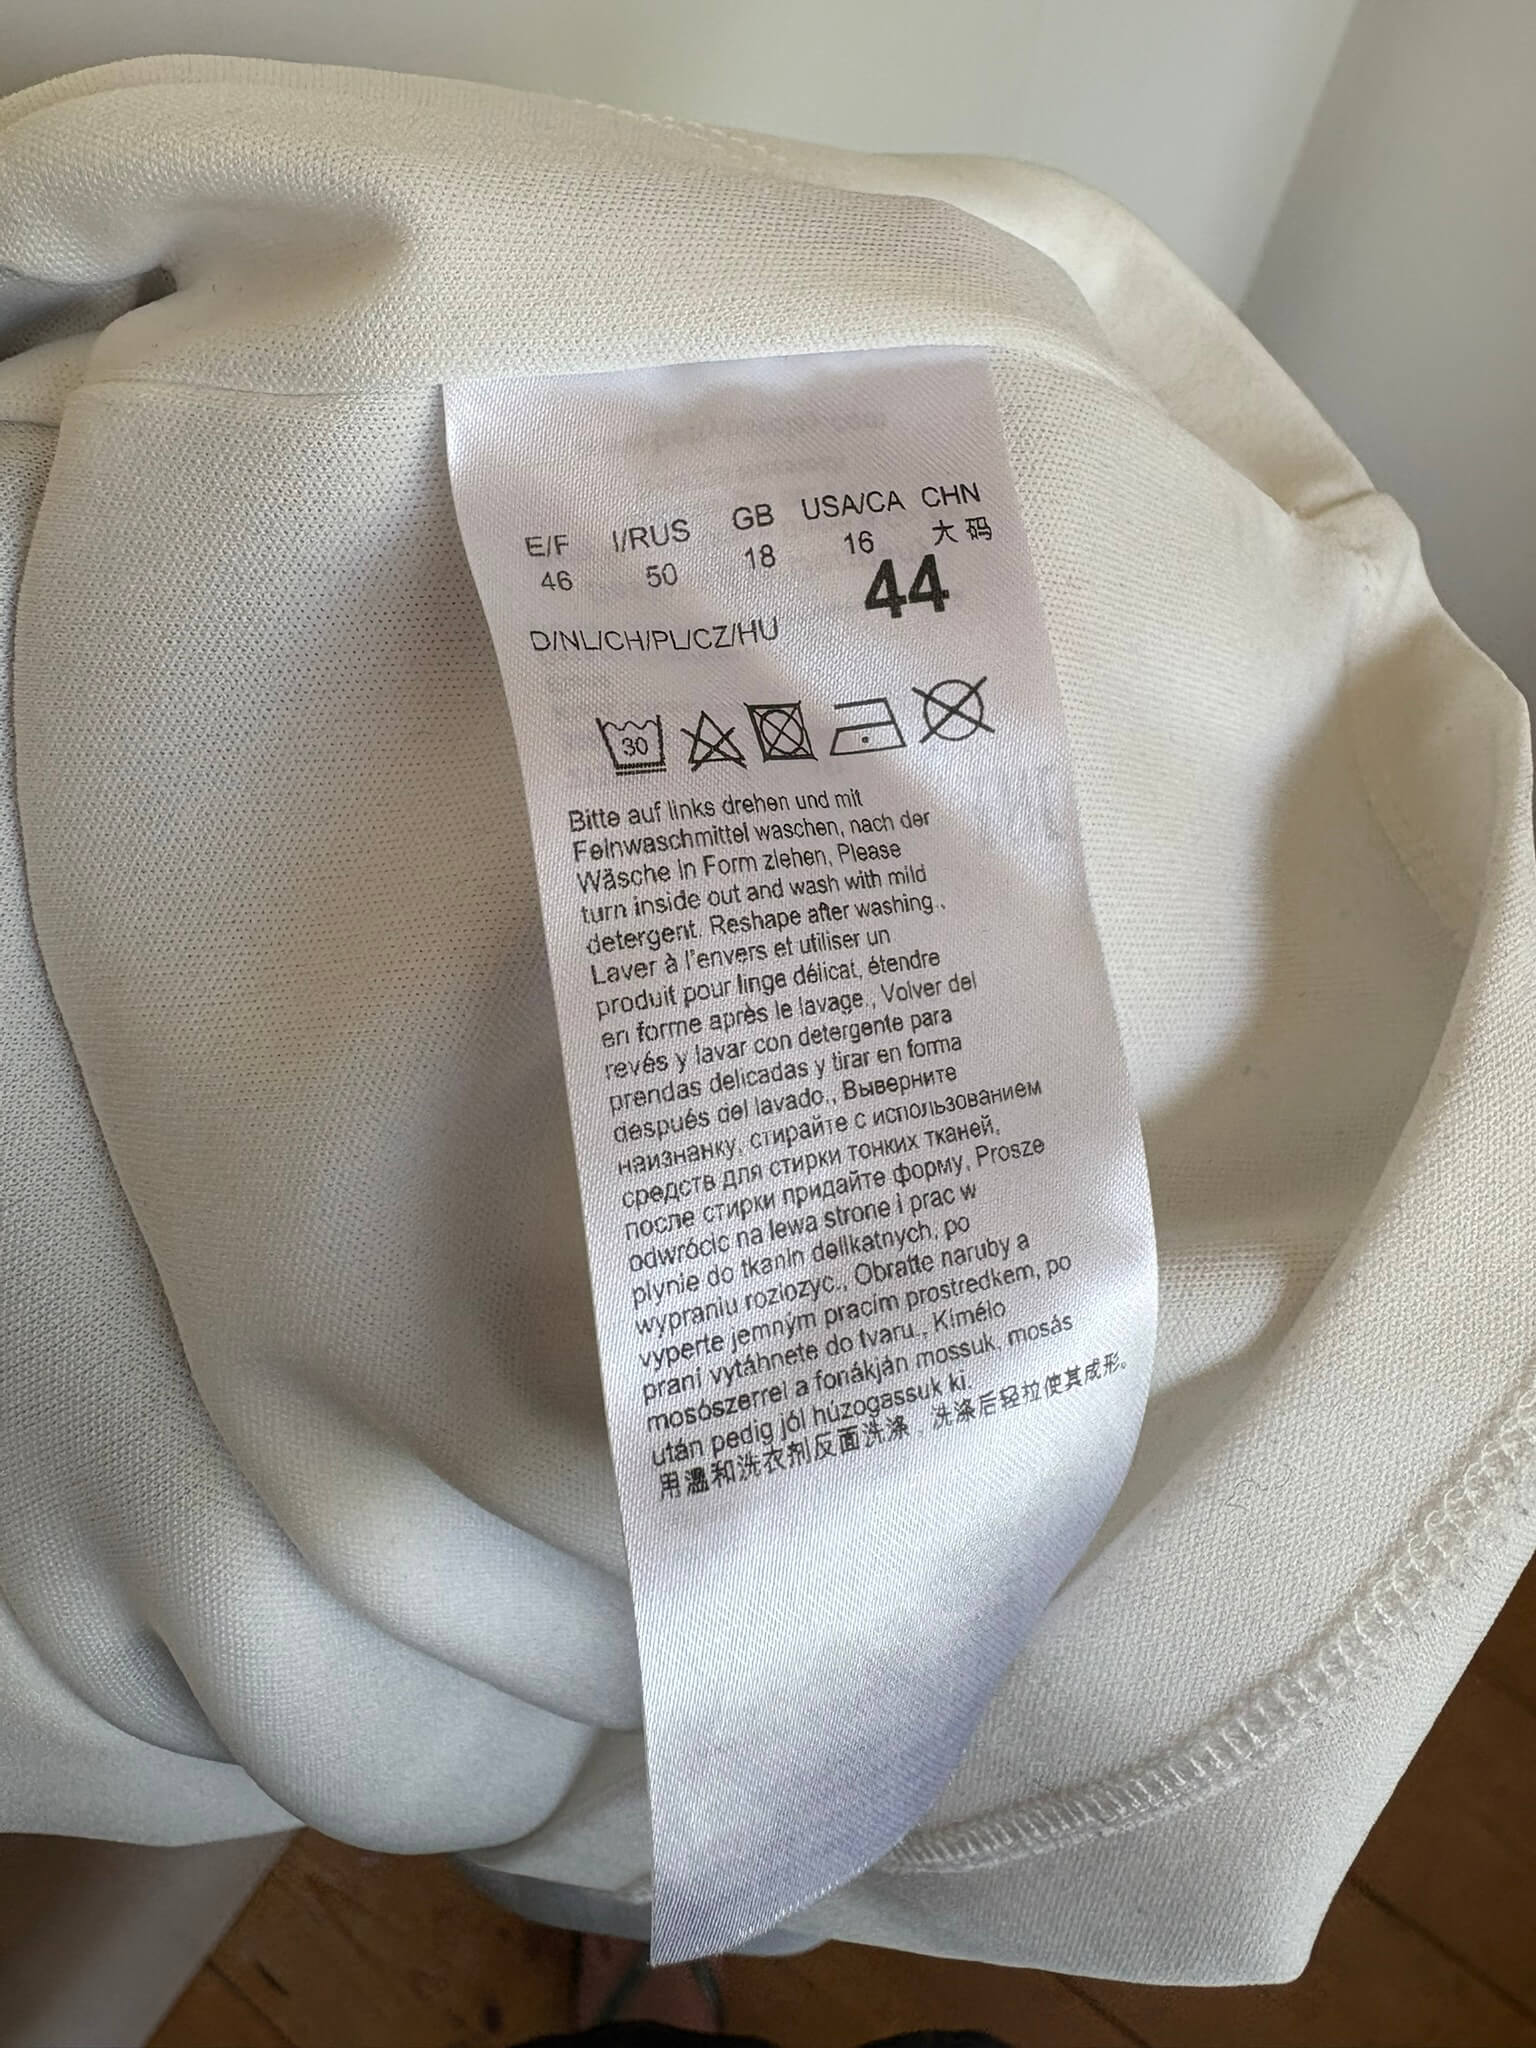 E/F I/RUS GB USA/CA CHN
46 50 18 16 大码
D/NL/CH/PL/CZ/HU 44
30
Bitte auf links drehen und mit
Feinwaschmittel waschen, nach der
Wäsche in Form ziehen, Please
turn inside out and wash with mild
detergent. Reshape after washing.,
Laver à l'envers et utiliser un
produit pour linge délicat, étendre
en forme après le lavage., Volver del
revés y lavar con detergente para
prendas delicadas y tirar en forma
después del lavado., Выверните
наизнанку, стирайте с использованием
средств для стирки тонких тканей,
после стирки придайте форму, Prosze
odwrócic na lewa strone i prac w
plynie do tkanin delikatnych, po
wypraniu roziozyc., Obratte naruby a
vyperte jemným pracím prostredkem, po
praní vytáhnete do tvaru., Kímélo
mosószerrel a fonákján mossuk, mosás
után pedig jól húzogassuk ki.
用温和洗衣剂反面洗涤，洗涤后轻拉使其成形。